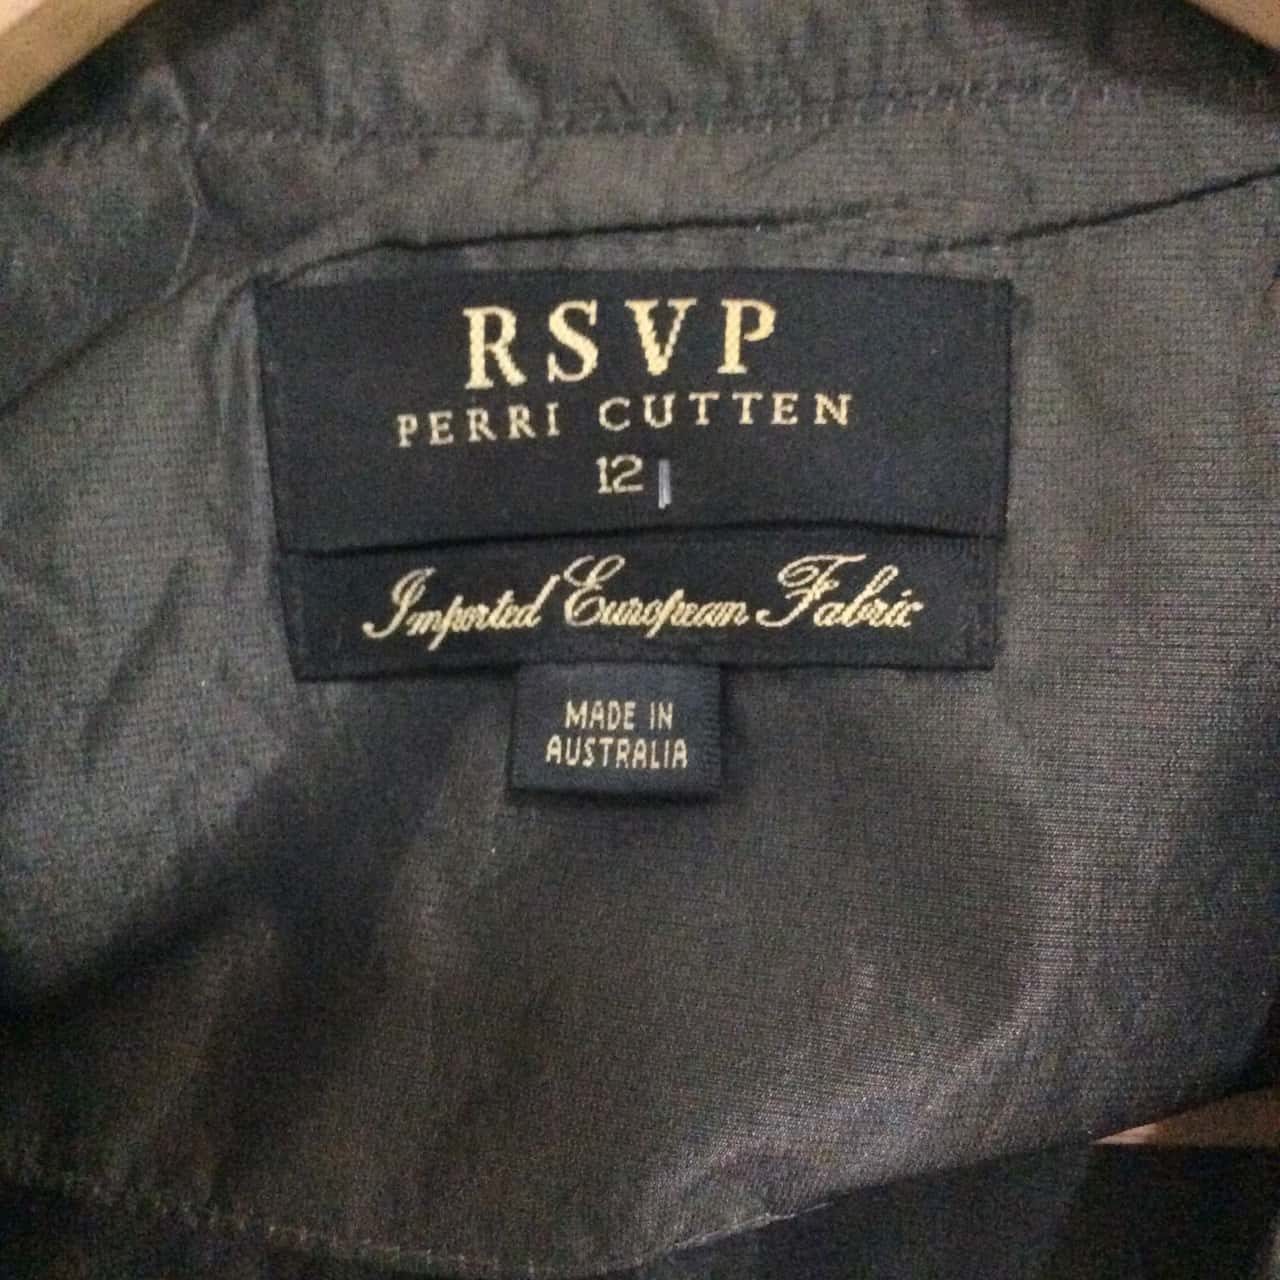 RSVP
PERRI CUTTEN
12
Imported European Fabric
MADE IN
AUSTRALIA